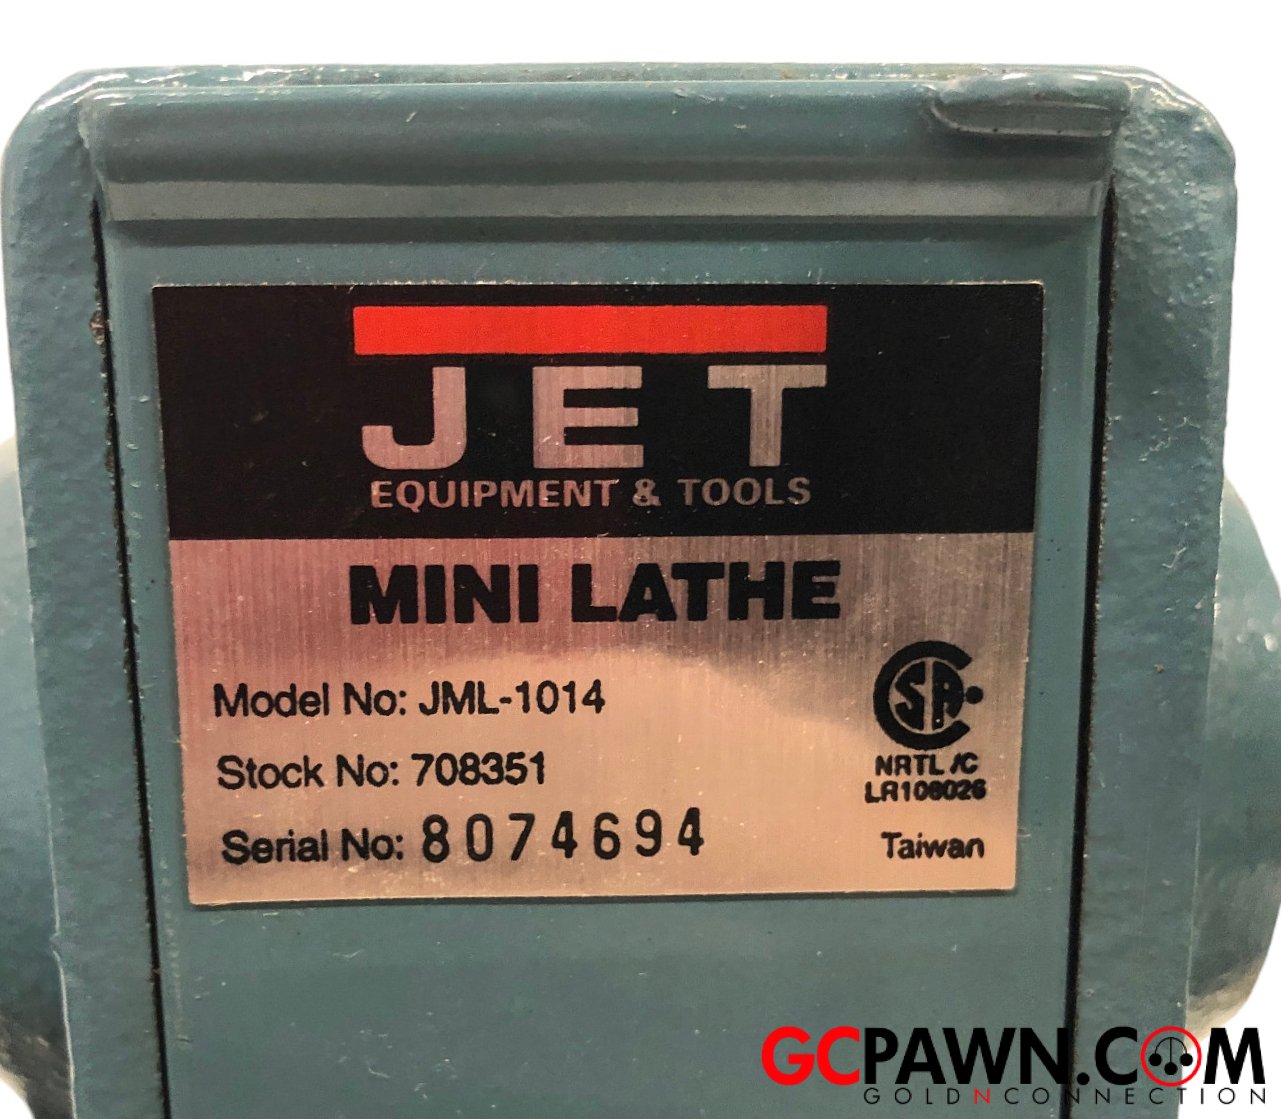 JET
EQUIPMENT & TOOLS
MINI LATHE
Model No: JML-1014
Stock No: 708351
Serial No: 8074694
CSA
NRTL/C
LR108026
Taiwan
GCPAWN.COM
GOLDNCONNECTION